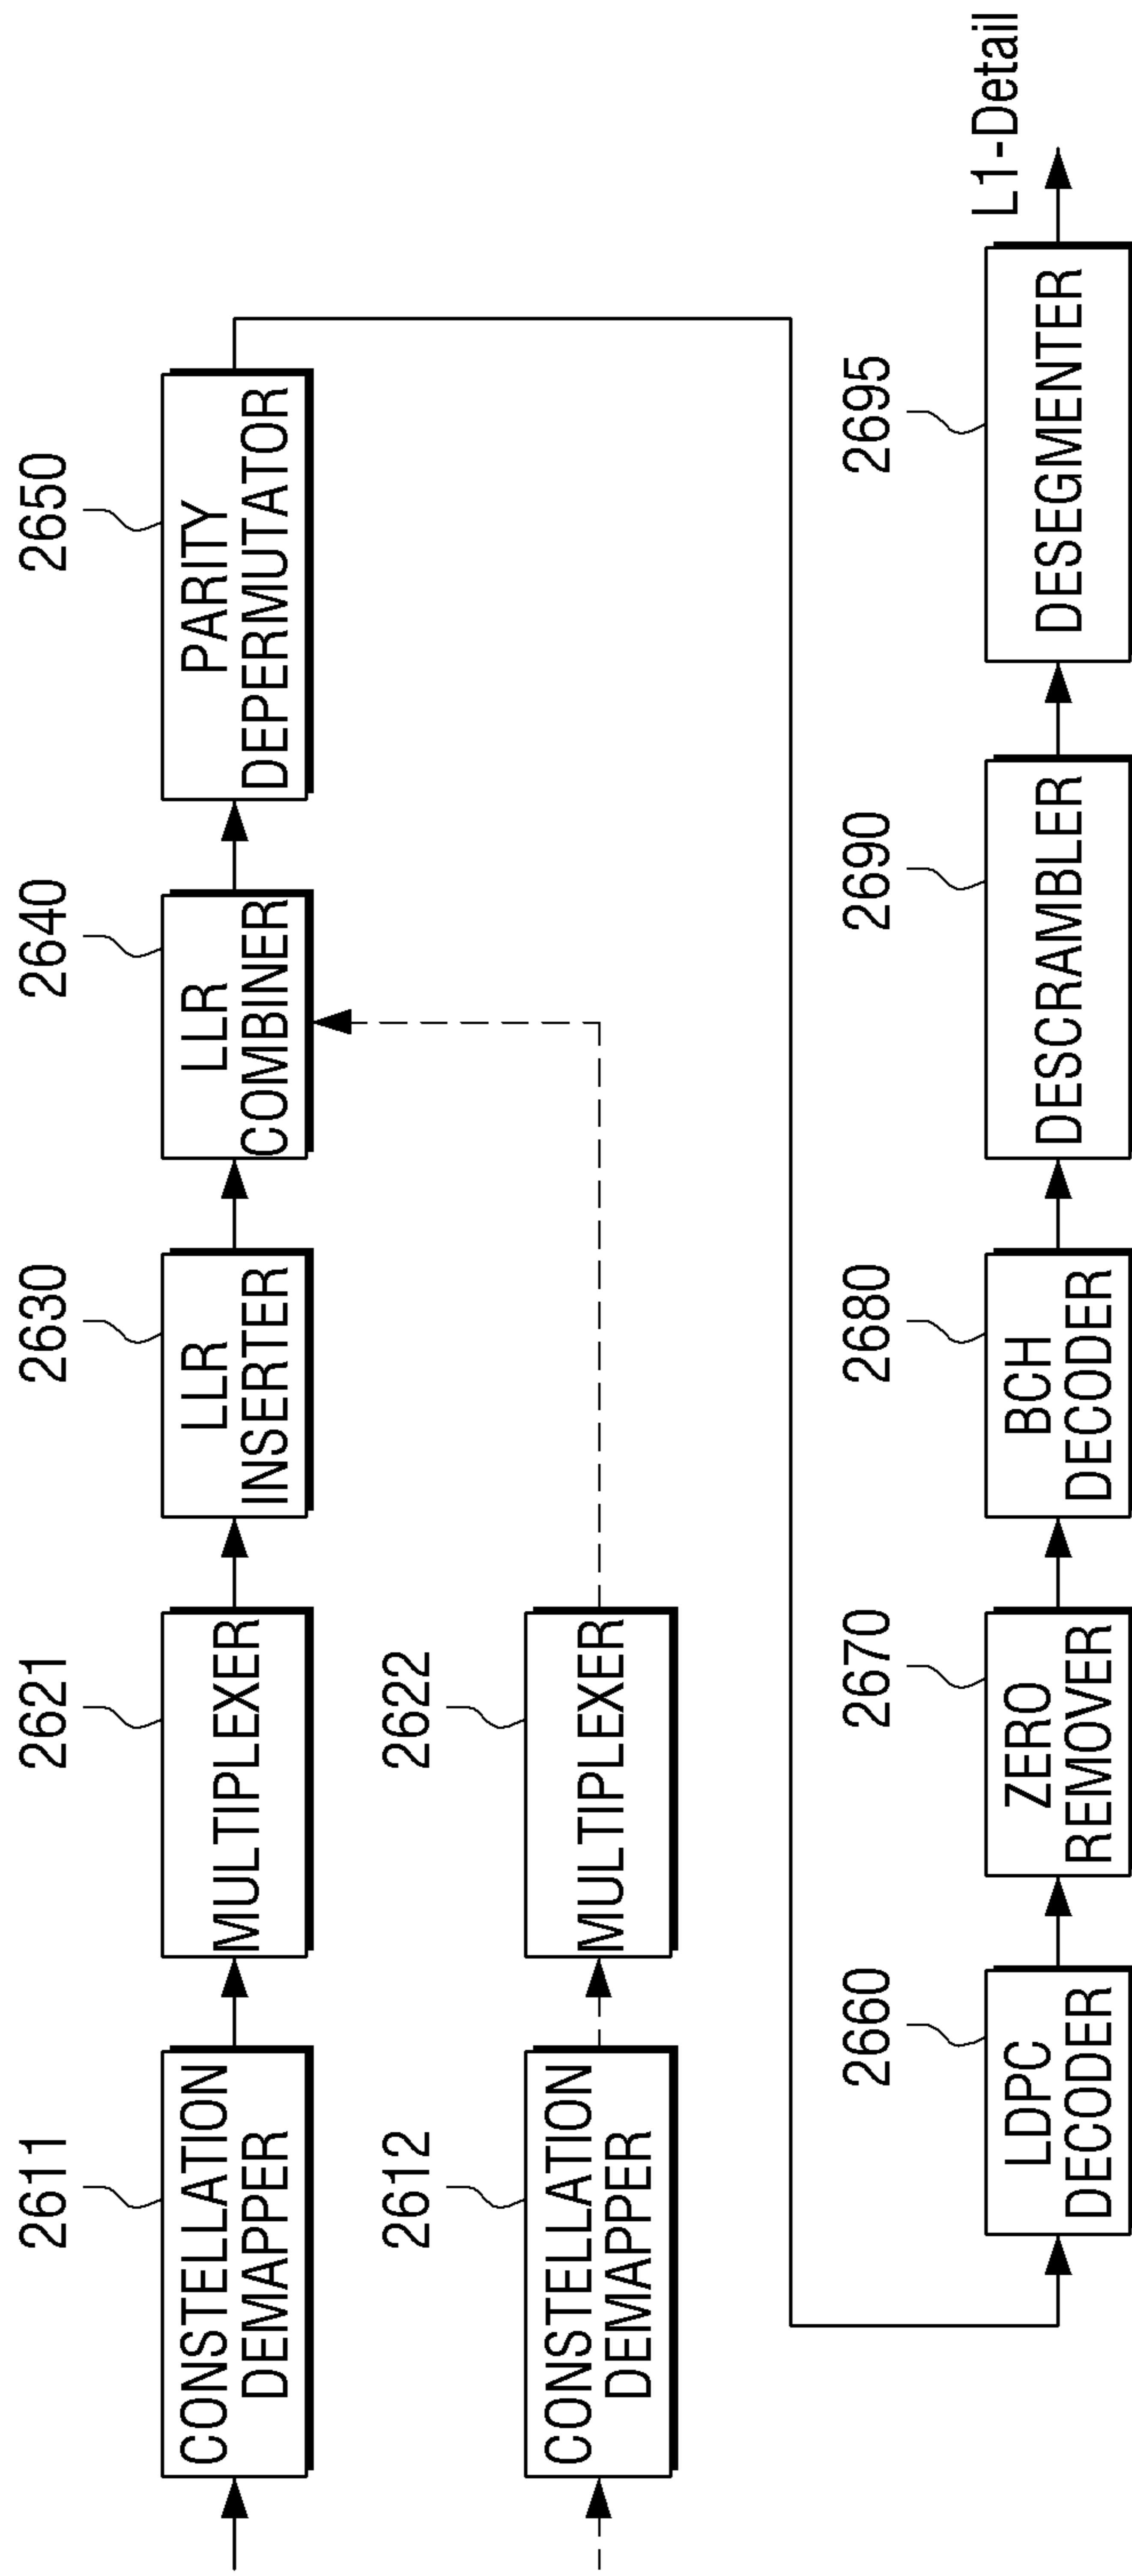 2611
CONSTELLATION
DEMAPPER
2621
MULTIPLEXER
2630
LLR
INSERTER
2640
LLR
COMBINER
2650
PARITY
DEPERMUTATOR
2612
CONSTELLATION
DEMAPPER
2622
MULTIPLEXER
2660
LDPC
DECODER
2670
ZERO
REMOVER
2680
BCH
DECODER
2690
DESCRAMBLER
2695
DESEGMENTER
L1-Detail